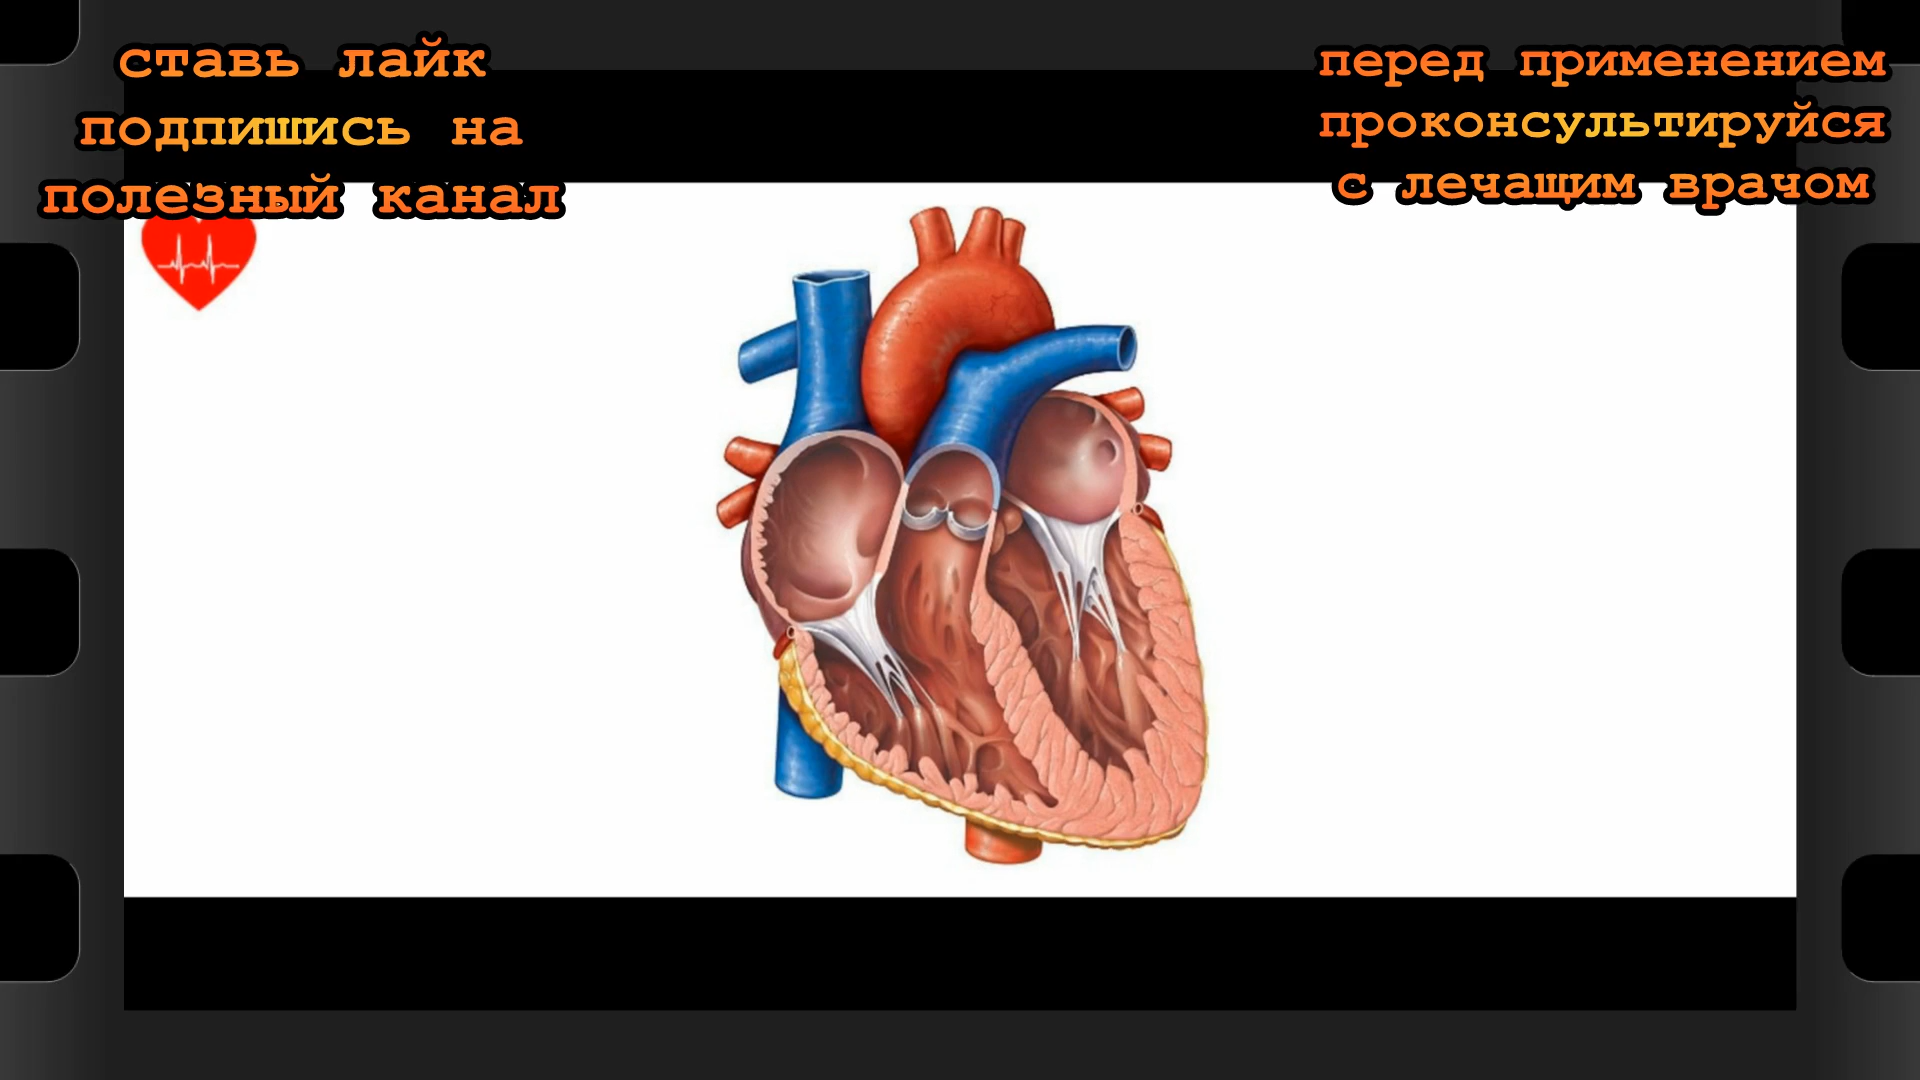 ставь лайк
подпишись на
полезный канал
перед применением
проконсультируйся
с лечащим врачом